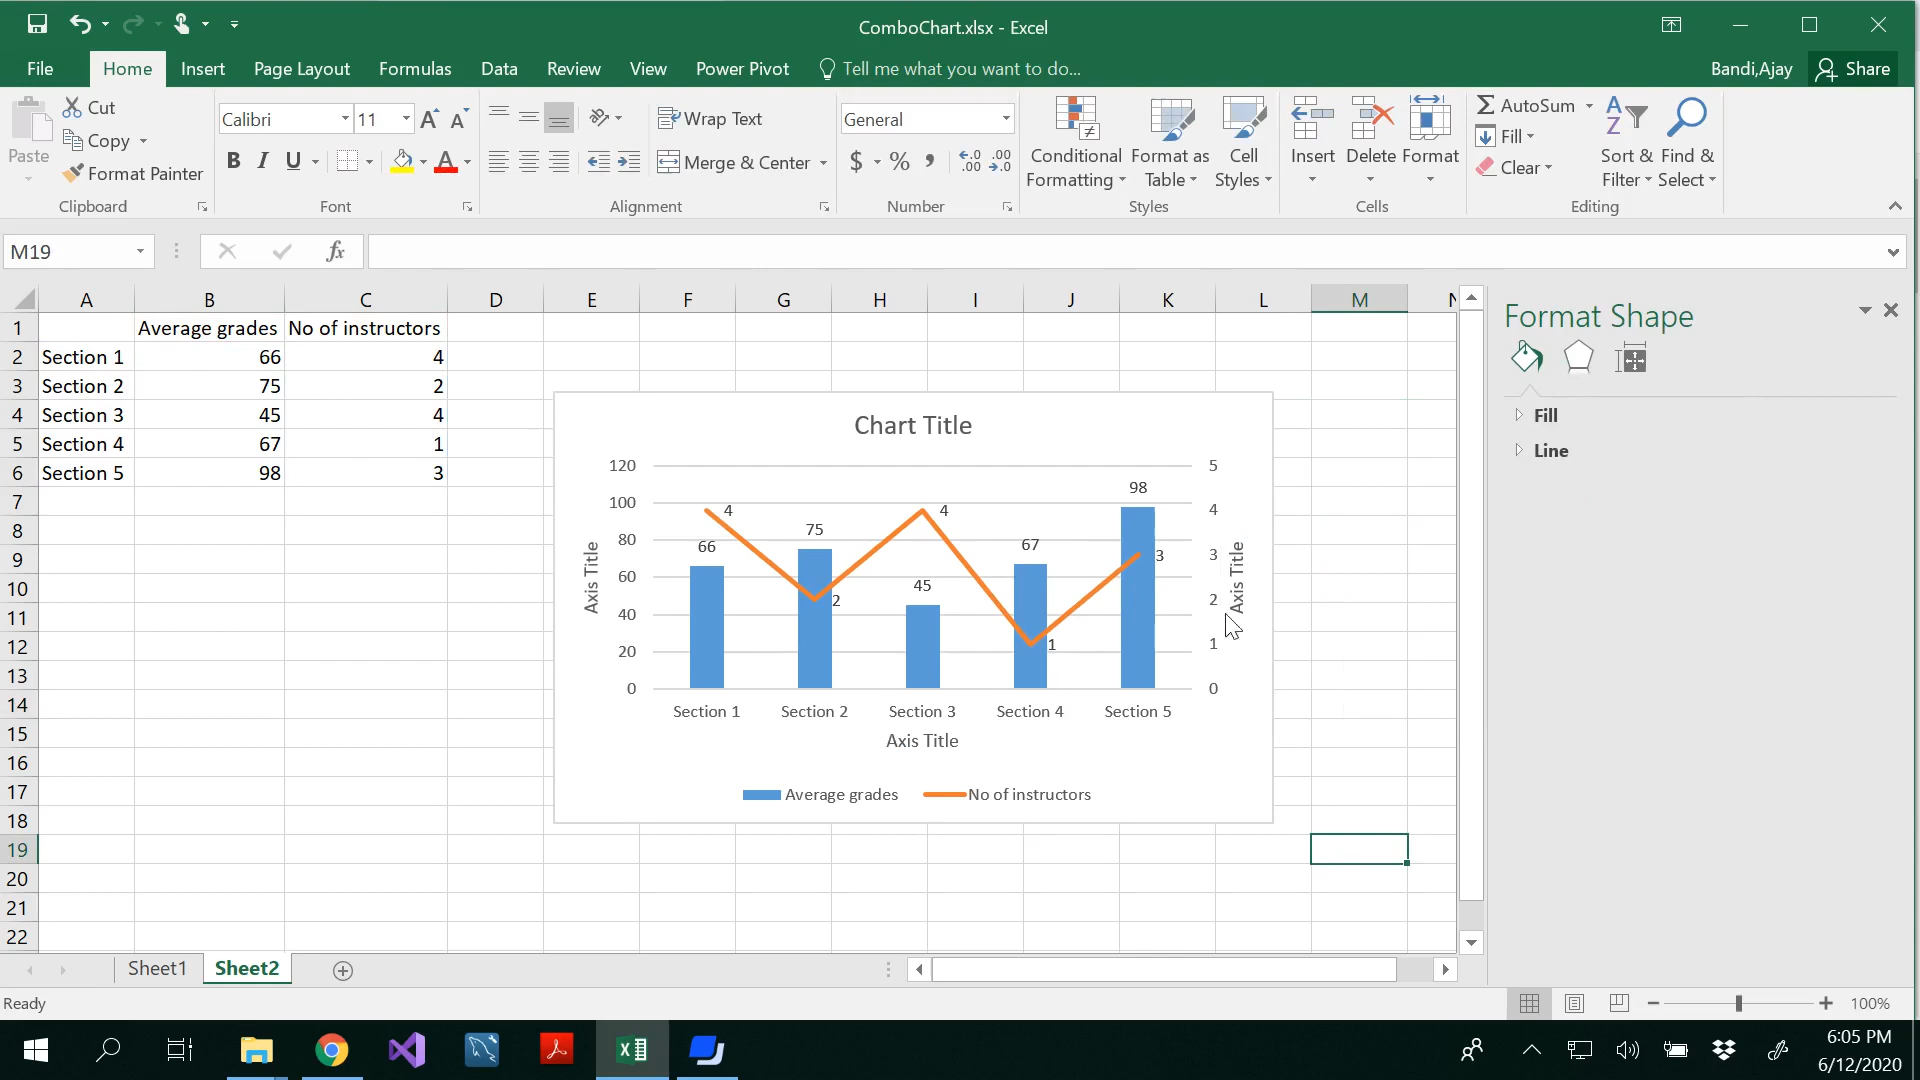 ComboChart.xlsx - Excel
File Home Insert Page Layout Formulas Data Review View Power Pivot Tell me what you want to do... Bandi,Ajay Share
Paste
Cut
Copy
Format Painter
Clipboard
Calibri 11
B I U A
Font
Wrap Text
Merge & Center
Alignment
General
$ % ,
Number
Conditional Formatting
Format as Table
Cell Styles
Styles
Insert Delete Format
Cells
AutoSum
Fill
Clear
Sort & Filter
Find & Select
Editing
M19 fx
A B C D E F G H I J K L M N
1 Average grades No of instructors
2 Section 1 66 4
3 Section 2 75 2
4 Section 3 45 4
5 Section 4 67 1
6 Section 5 98 3
7
8
9
10
11
12
13
14
15
16
17
18
19
20
21
22
Chart Title
120 100 80 60 40 20 0
5 4 3 2 1 0
66 75 45 67 98
4 2 4 1 3
Axis Title
Axis Title
Section 1 Section 2 Section 3 Section 4 Section 5
Axis Title
Average grades No of instructors
Format Shape
Fill
Line
Sheet1 Sheet2
Ready
100%
6:05 PM
6/12/2020